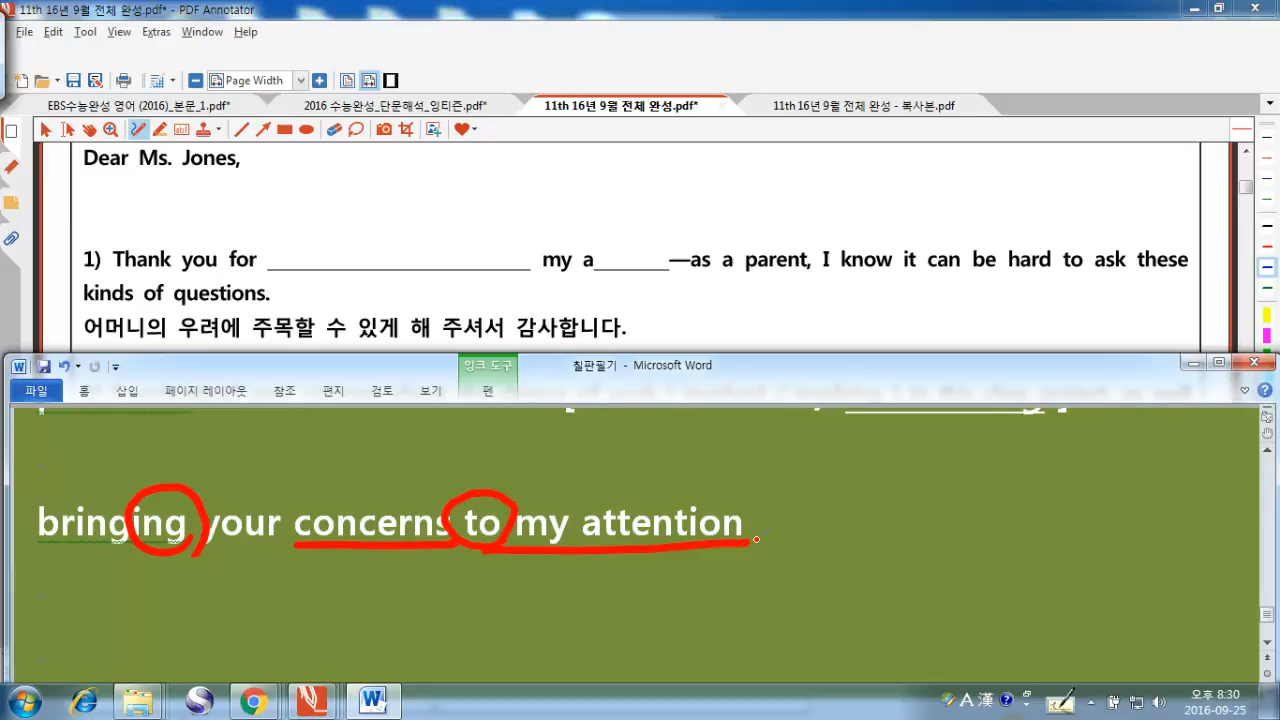 11th 16년 9월 전체 완성.pdf* - PDF Annotator
File Edit Tool View Extras Window Help
Page Width
EBS수능완성 영어 (2016)_본문_1.pdf* 2016 수능완성_단문해석_잉티즌.pdf* 11th 16년 9월 전체 완성.pdf* 11th 16년 9월 전체 완성 - 복사본.pdf
Dear Ms. Jones,
1) Thank you for ______________________ my a______—as a parent, I know it can be hard to ask these
kinds of questions.
어머니의 우려에 주목할 수 있게 해 주셔서 감사합니다.
잉크 도구 칠판필기 - Microsoft Word
파일 홈 삽입 페이지 레이아웃 참조 편지 검토 보기 펜
bringing your concerns to my attention
A 漢 오후 8:30
2016-09-25